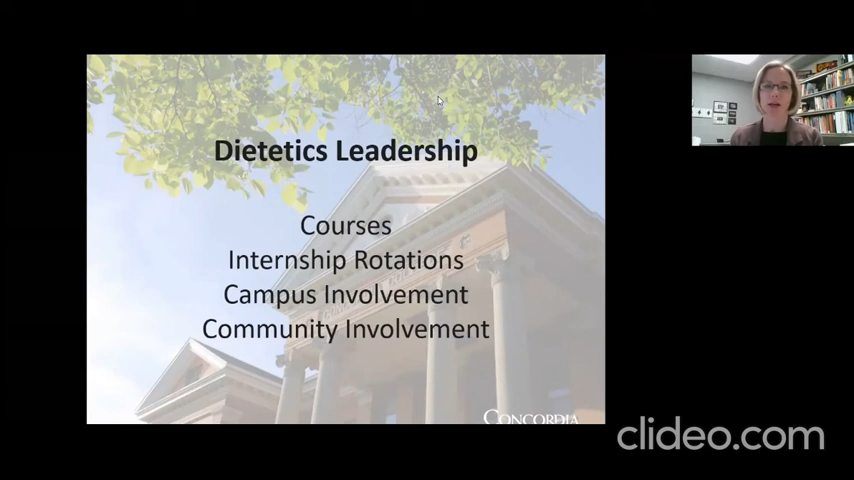 Dietetics Leadership
Courses
Internship Rotations
Campus Involvement
Community Involvement
CONCORDIA
clideo.com